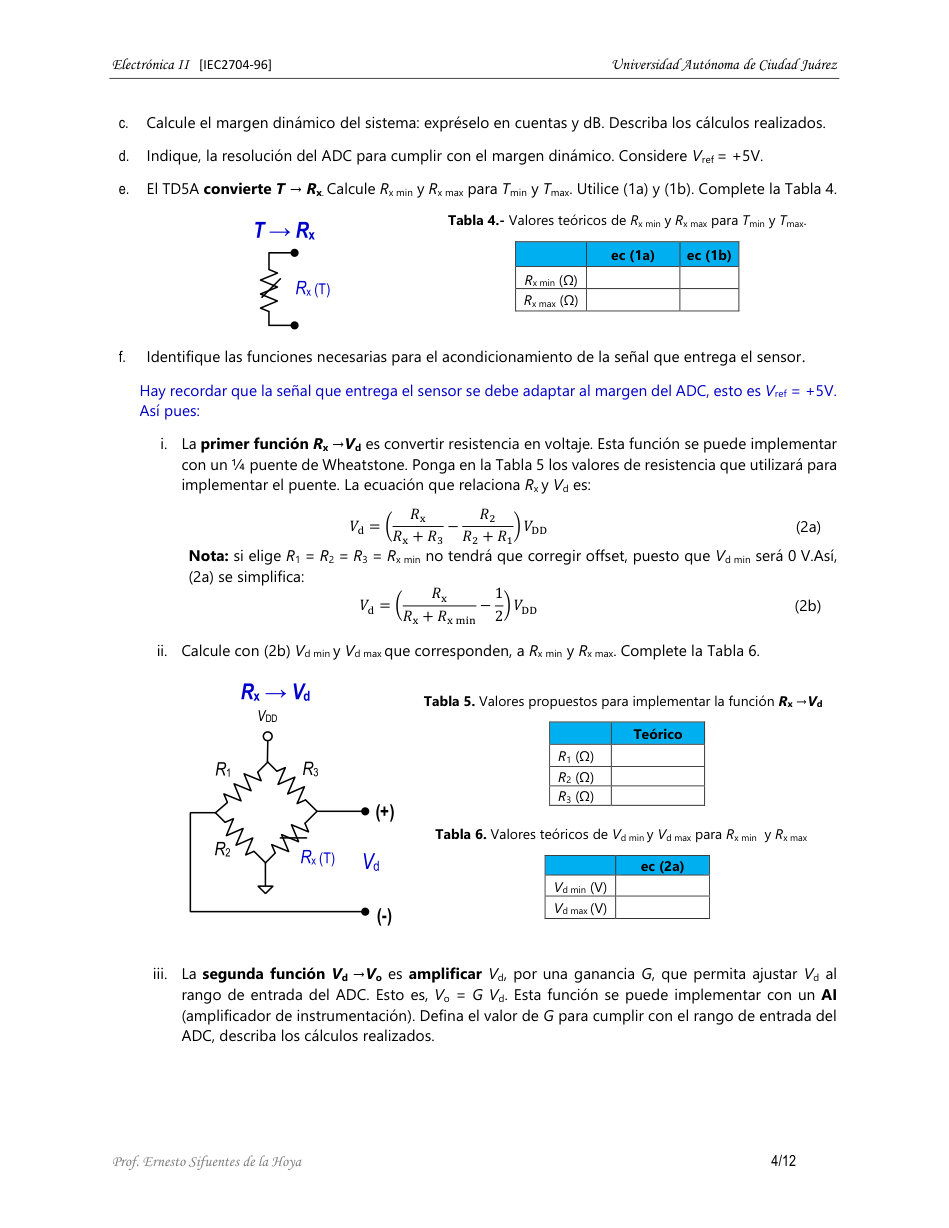 Electrónica II [IEC2704-96] Universidad Autónoma de Ciudad Juárez
c. Calcule el margen dinámico del sistema: expréselo en cuentas y dB. Describa los cálculos realizados.
d. Indique, la resolución del ADC para cumplir con el margen dinámico. Considere Vref = +5V.
e. El TD5A convierte T → Rx. Calcule Rx min y Rx max para Tmin y Tmax. Utilice (1a) y (1b). Complete la Tabla 4.
T → Rx
Rx (T)
Tabla 4.- Valores teóricos de Rx min y Rx max para Tmin y Tmax.
ec (1a) ec (1b)
Rx min (Ω)
Rx max (Ω)
f. Identifique las funciones necesarias para el acondicionamiento de la señal que entrega el sensor.
Hay recordar que la señal que entrega el sensor se debe adaptar al margen del ADC, esto es Vref = +5V.
Así pues:
i. La primer función Rx →Vd es convertir resistencia en voltaje. Esta función se puede implementar
con un ¼ puente de Wheatstone. Ponga en la Tabla 5 los valores de resistencia que utilizará para
implementar el puente. La ecuación que relaciona Rx y Vd es:
Vd = (Rx / (Rx + R3) − R2 / (R2 + R1)) VDD (2a)
Nota: si elige R1 = R2 = R3 = Rx min no tendrá que corregir offset, puesto que Vd min será 0 V.Así,
(2a) se simplifica:
Vd = (Rx / (Rx + Rx min) − 1/2) VDD (2b)
ii. Calcule con (2b) Vd min y Vd max que corresponden, a Rx min y Rx max. Complete la Tabla 6.
Rx → Vd
VDD
R1 R3
(+)
R2 Rx (T) Vd
(-)
Tabla 5. Valores propuestos para implementar la función Rx →Vd
Teórico
R1 (Ω)
R2 (Ω)
R3 (Ω)
Tabla 6. Valores teóricos de Vd min y Vd max para Rx min y Rx max
ec (2a)
Vd min (V)
Vd max (V)
iii. La segunda función Vd →Vo es amplificar Vd, por una ganancia G, que permita ajustar Vd al
rango de entrada del ADC. Esto es, Vo = G Vd. Esta función se puede implementar con un AI
(amplificador de instrumentación). Defina el valor de G para cumplir con el rango de entrada del
ADC, describa los cálculos realizados.
Prof. Ernesto Sifuentes de la Hoya 4/12